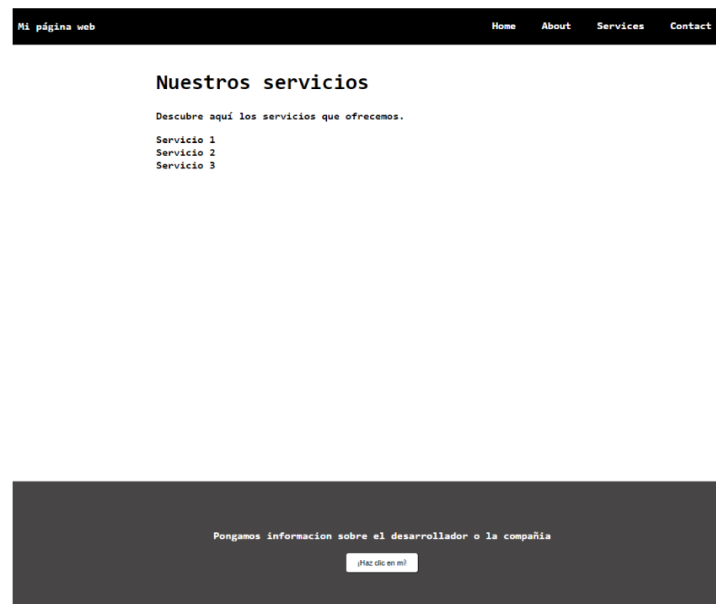 Mi página web Home About Services Contact
Nuestros servicios
Descubre aquí los servicios que ofrecemos.
Servicio 1
Servicio 2
Servicio 3
Pongamos informacion sobre el desarrollador o la compañia
¡Haz clic en mí!